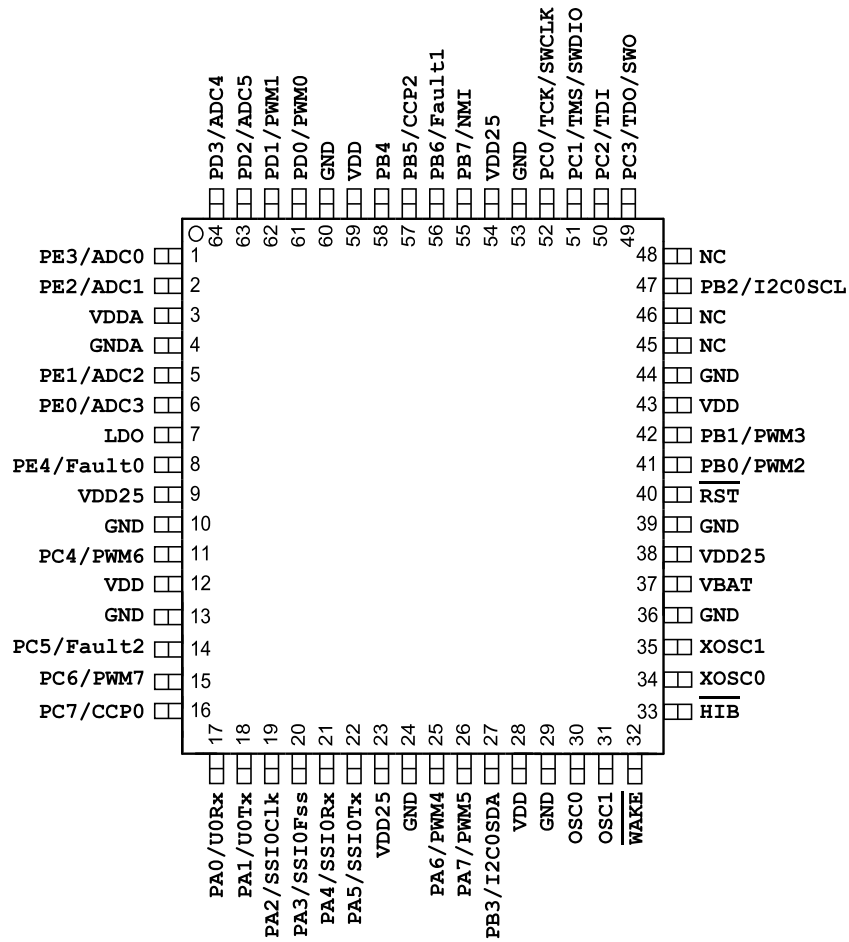 PD3/ADC4
PD2/ADC5
PD1/PWM1
PD0/PWM0
GND
VDD
PB4
PB5/CCP2
PB6/Fault1
PB7/NMI
VDD25
GND
PC0/TCK/SWCLK
PC1/TMS/SWDIO
PC2/TDI
PC3/TDO/SWO
64
63
62
61
60
59
58
57
56
55
54
53
52
51
50
49
PE3/ADC0 1
PE2/ADC1 2
VDDA 3
GNDA 4
PE1/ADC2 5
PE0/ADC3 6
LDO 7
PE4/Fault0 8
VDD25 9
GND 10
PC4/PWM6 11
VDD 12
GND 13
PC5/Fault2 14
PC6/PWM7 15
PC7/CCP0 16
48 NC
47 PB2/I2C0SCL
46 NC
45 NC
44 GND
43 VDD
42 PB1/PWM3
41 PB0/PWM2
40 RST
39 GND
38 VDD25
37 VBAT
36 GND
35 XOSC1
34 XOSC0
33 HIB
17
18
19
20
21
22
23
24
25
26
27
28
29
30
31
32
PA0/U0Rx
PA1/U0Tx
PA2/SSI0Clk
PA3/SSI0Fss
PA4/SSI0Rx
PA5/SSI0Tx
VDD25
GND
PA6/PWM4
PA7/PWM5
PB3/I2C0SDA
VDD
GND
OSC0
OSC1
WAKE